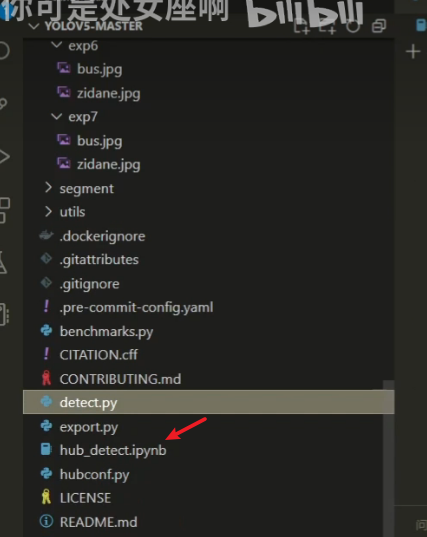 你可是处女座啊 bilibili
YOLOV5-MASTER
exp6
bus.jpg
zidane.jpg
exp7
bus.jpg
zidane.jpg
segment
utils
.dockerignore
.gitattributes
.gitignore
.pre-commit-config.yaml
benchmarks.py
CITATION.cff
CONTRIBUTING.md
detect.py
export.py
hub_detect.ipynb
hubconf.py
LICENSE
README.md